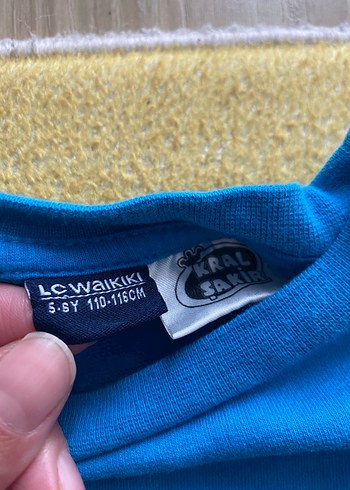 LC WAIKIKI
5-6Y 110-116CM
KRAL
ŞAKİR